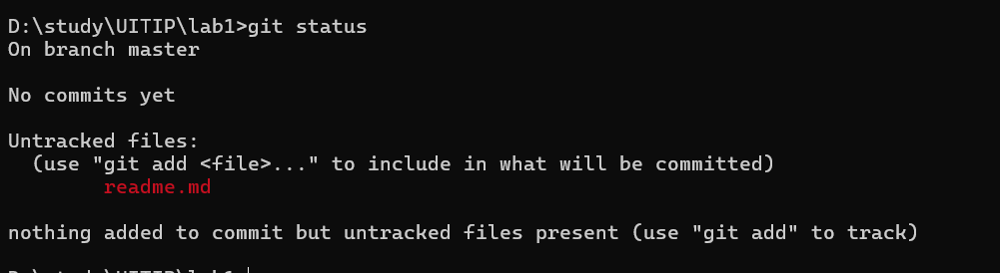 D:\study\UITIP\lab1>git status
On branch master
No commits yet
Untracked files:
(use "git add <file>..." to include in what will be committed)
readme.md
nothing added to commit but untracked files present (use "git add" to track)